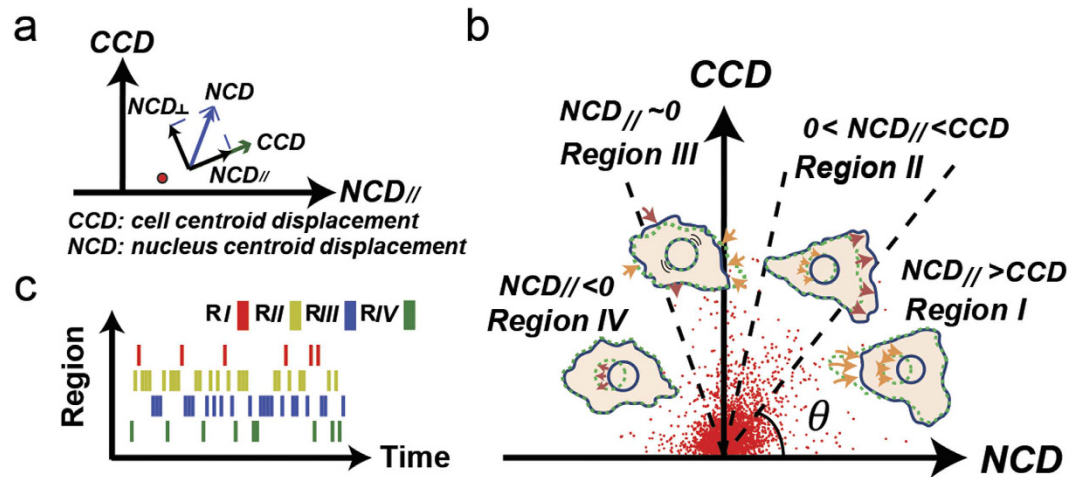 a
CCD
NCD⊥
NCD
CCD
NCD//
NCD//
CCD: cell centroid displacement
NCD: nucleus centroid displacement
b
CCD
NCD// ~0
Region III
0< NCD// <CCD
Region II
NCD// >CCD
Region I
NCD// <0
Region IV
θ
NCD
c
RI RII RIII RIV
Region
Time